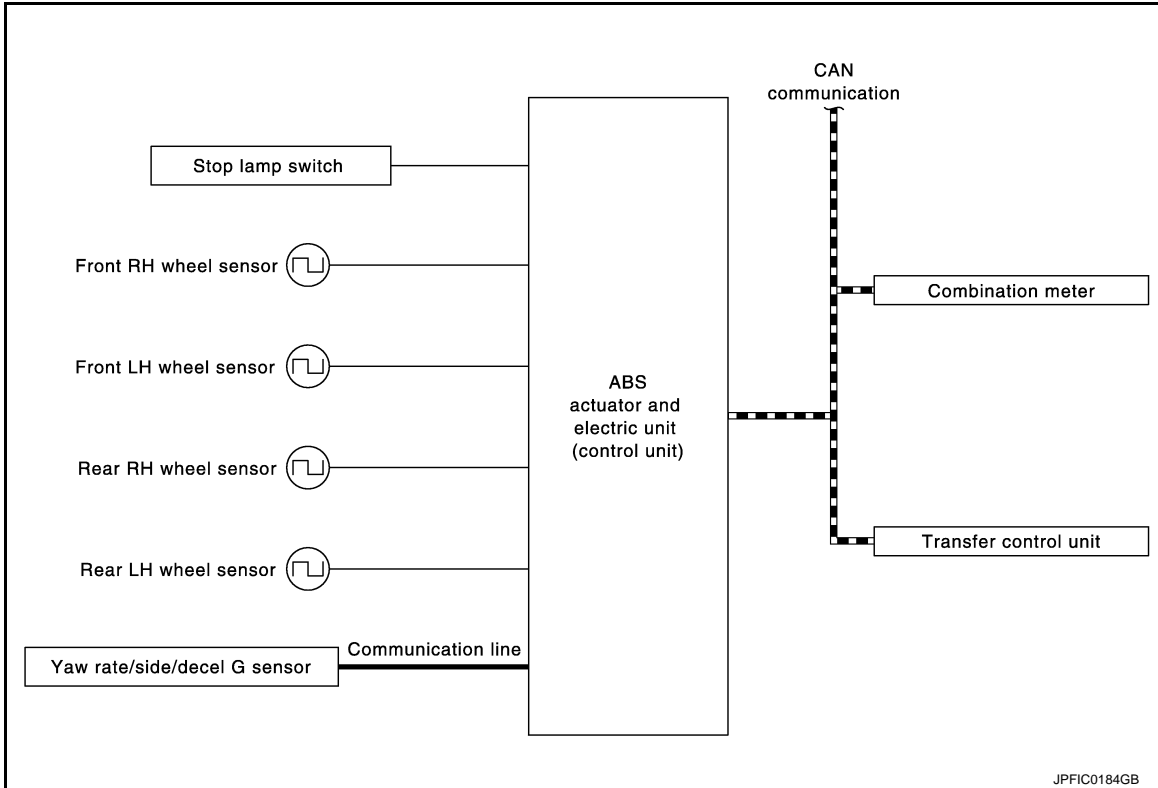 CAN
communication
Stop lamp switch
Front RH wheel sensor
Combination meter
Front LH wheel sensor
ABS
actuator and
electric unit
(control unit)
Rear RH wheel sensor
Transfer control unit
Rear LH wheel sensor
Communication line
Yaw rate/side/decel G sensor
JPFIC0184GB